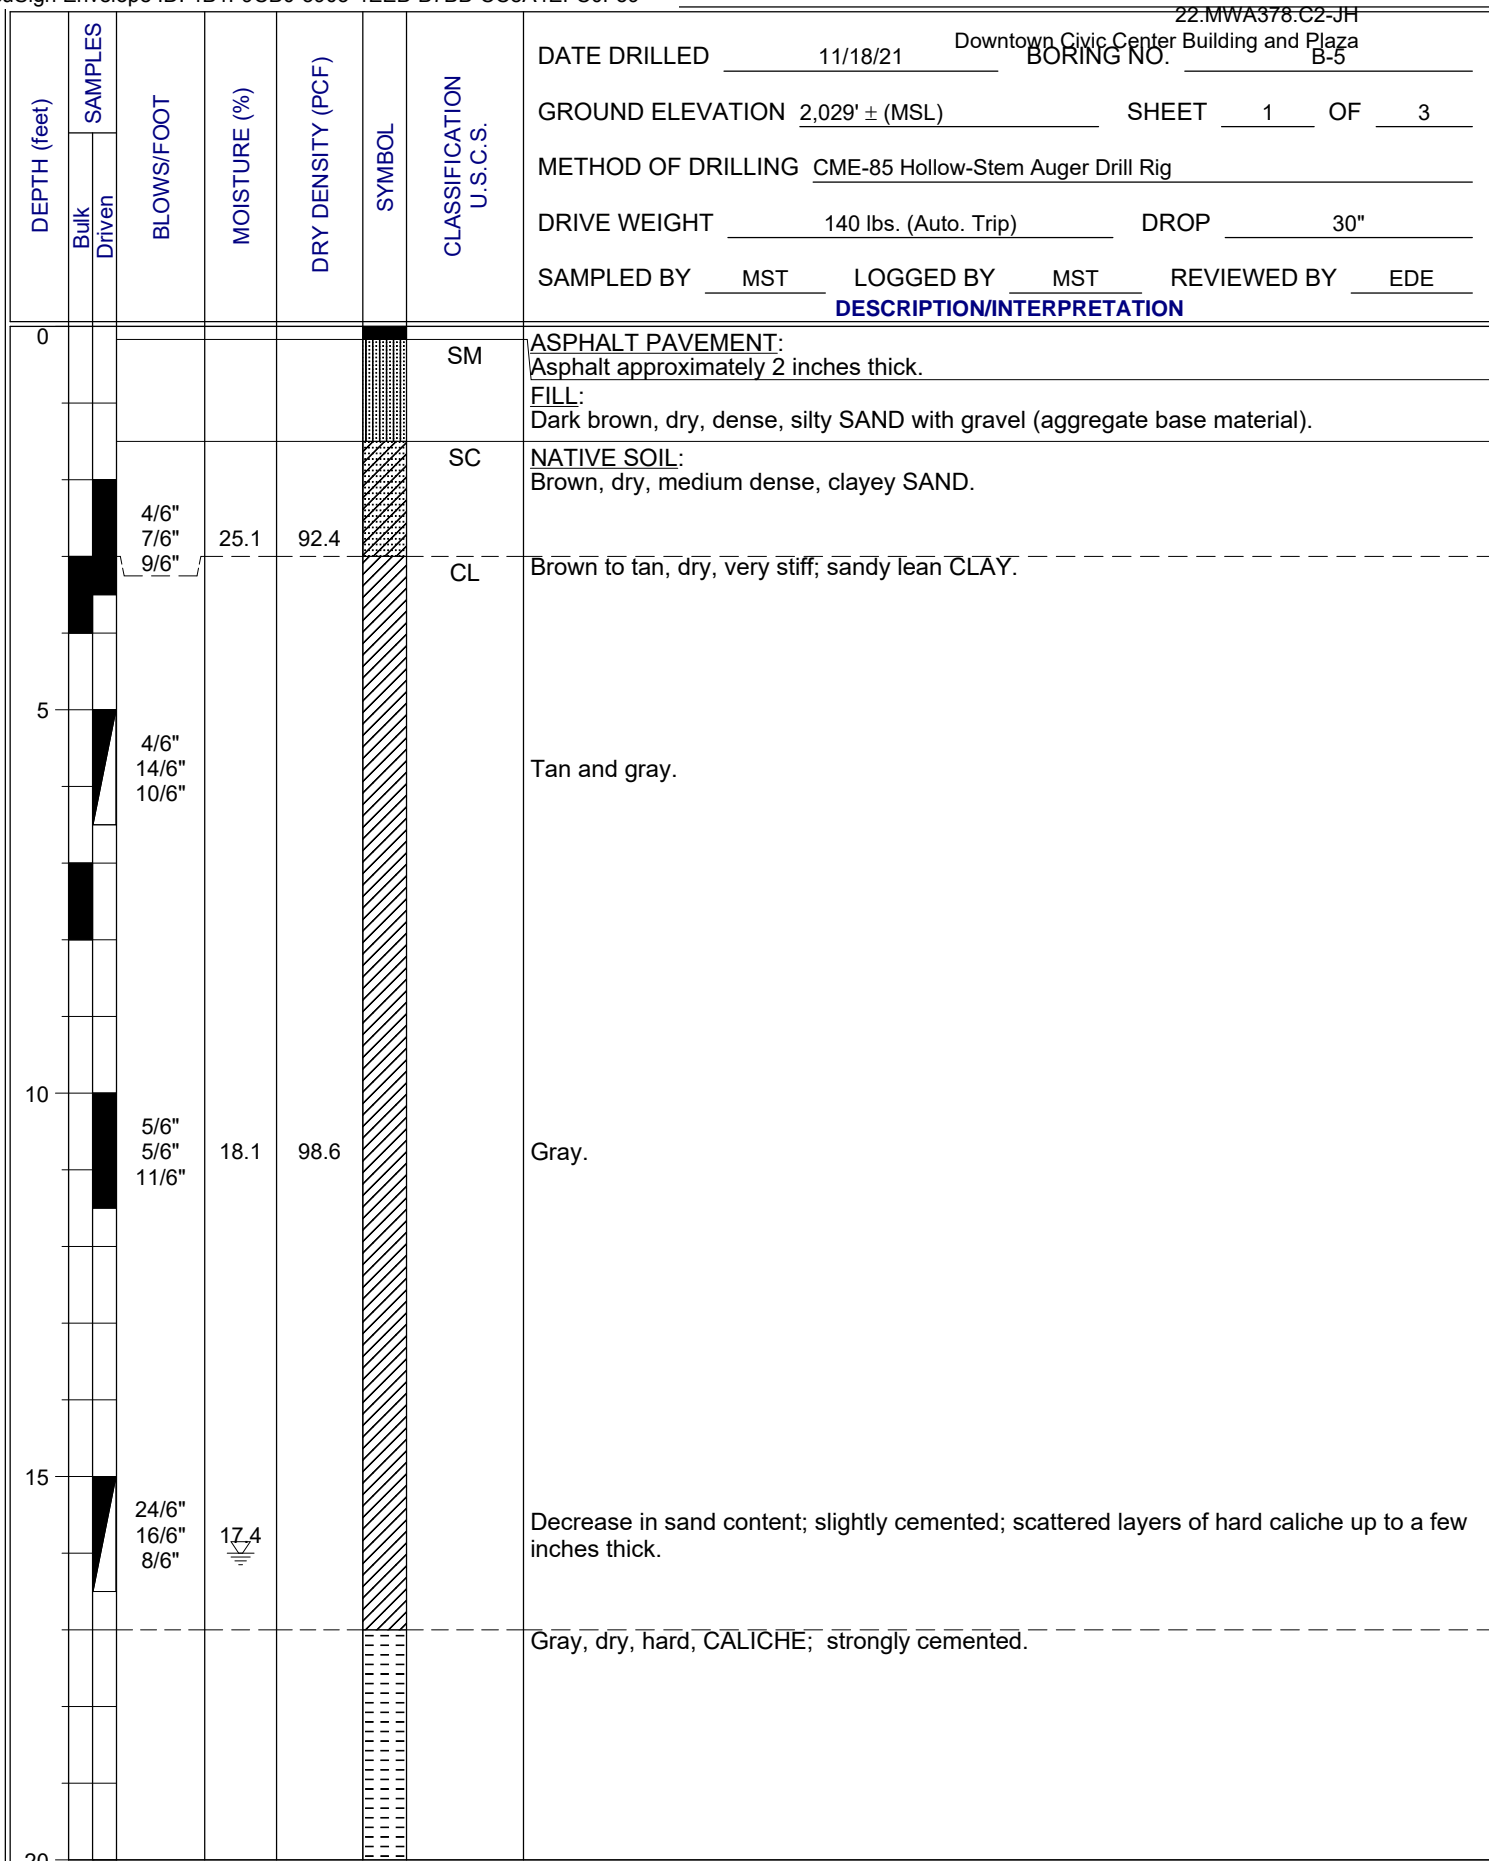 22.MWA378.C2-JH
Downtown Civic Center Building and Plaza
DEPTH (feet)
SAMPLES
Bulk
Driven
BLOWS/FOOT
MOISTURE (%)
DRY DENSITY (PCF)
SYMBOL
CLASSIFICATION
U.S.C.S.
DATE DRILLED 11/18/21 BORING NO. B-5
GROUND ELEVATION 2,029' ± (MSL) SHEET 1 OF 3
METHOD OF DRILLING CME-85 Hollow-Stem Auger Drill Rig
DRIVE WEIGHT 140 lbs. (Auto. Trip) DROP 30"
SAMPLED BY MST LOGGED BY MST REVIEWED BY EDE
DESCRIPTION/INTERPRETATION
0
SM
ASPHALT PAVEMENT:
Asphalt approximately 2 inches thick.
FILL:
Dark brown, dry, dense, silty SAND with gravel (aggregate base material).
SC
NATIVE SOIL:
Brown, dry, medium dense, clayey SAND.
4/6"
7/6" 25.1 92.4
9/6"
CL
Brown to tan, dry, very stiff; sandy lean CLAY.
5
4/6"
14/6"
10/6"
Tan and gray.
10
5/6"
5/6" 18.1 98.6
11/6"
Gray.
15
24/6"
16/6" 17.4
8/6"
Decrease in sand content; slightly cemented; scattered layers of hard caliche up to a few
inches thick.
Gray, dry, hard, CALICHE; strongly cemented.
20